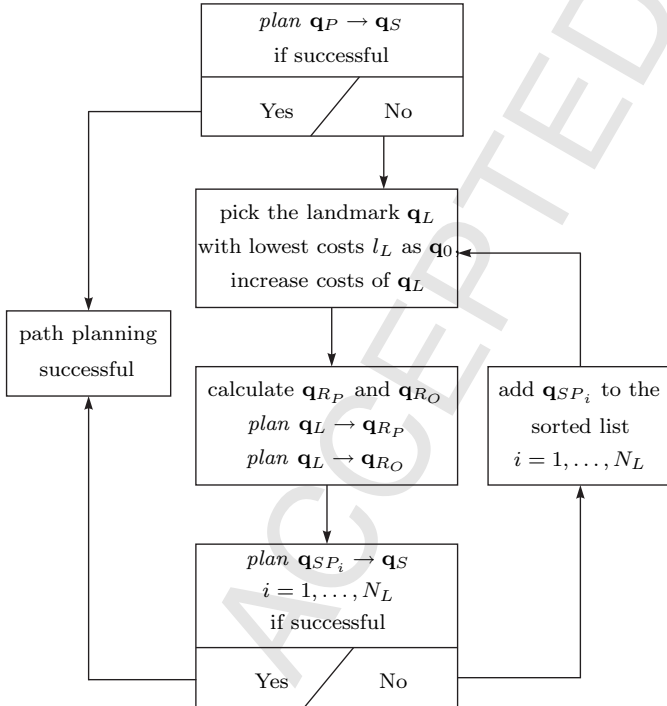 plan q_P → q_S
if successful
Yes No
pick the landmark q_L
with lowest costs l_L as q_0,
increase costs of q_L
path planning
successful
calculate q_{R_P} and q_{R_O}
plan q_L → q_{R_P}
plan q_L → q_{R_O}
add q_{SP_i} to the
sorted list
i = 1, . . . , N_L
plan q_{SP_i} → q_S
i = 1, . . . , N_L
if successful
Yes No
ACCEPTED